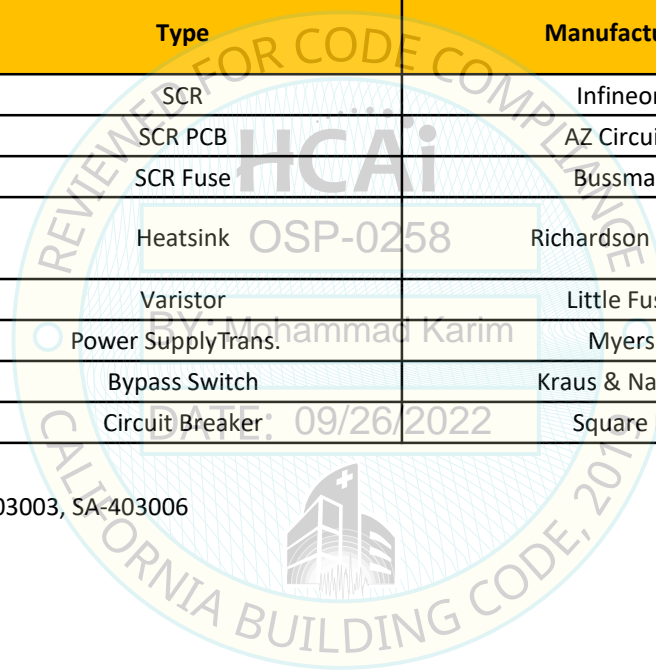 Type Manufactu
SCR Infineon
SCR PCB AZ Circui
SCR Fuse Bussma
Heatsink Richardson
Varistor Little Fus
Power SupplyTrans. Myers
Bypass Switch Kraus & Na
Circuit Breaker Square
03003, SA-403006
REVIEWED FOR CODE COMPLIANCE
HCAi
OSP-0258
BY: Mohammad Karim
DATE: 09/26/2022
CALIFORNIA BUILDING CODE, 2019